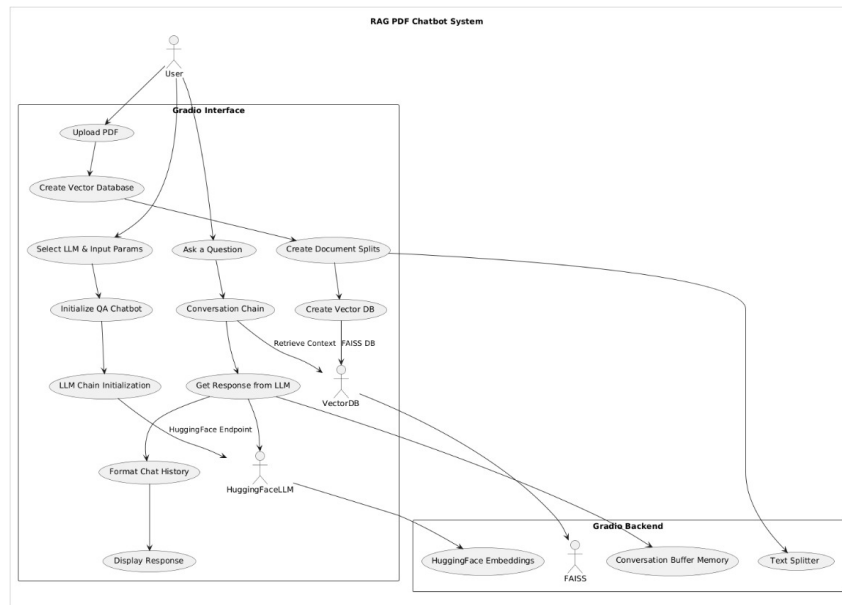 RAG PDF Chatbot System
User
Gradio Interface
Upload PDF
Create Vector Database
Select LLM & Input Params
Ask a Question
Create Document Splits
Initialize QA Chatbot
Conversation Chain
Create Vector DB
Retrieve Context
FAISS DB
LLM Chain Initialization
Get Response from LLM
VectorDB
HuggingFace Endpoint
Format Chat History
HuggingFaceLLM
Gradio Backend
Display Response
HuggingFace Embeddings
FAISS
Conversation Buffer Memory
Text Splitter